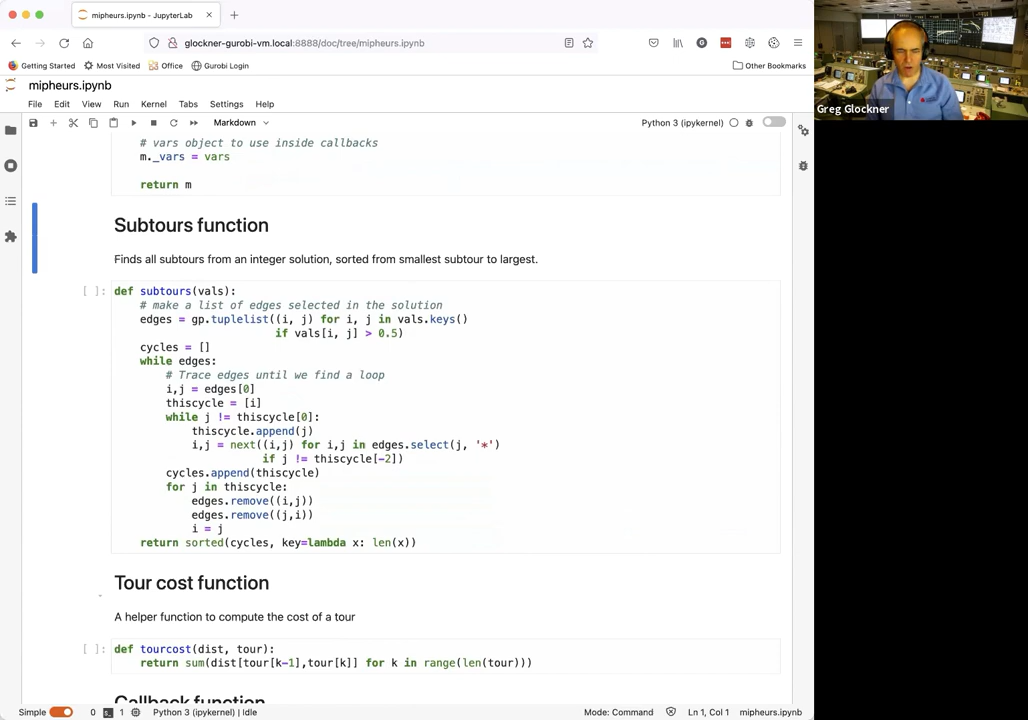 mipheurs.ipynb - JupyterLab
glockner-gurobi-vm.local:8888/doc/tree/mipheurs.ipynb
Getting Started Most Visited Office Gurobi Login Other Bookmarks
mipheurs.ipynb
File Edit View Run Kernel Tabs Settings Help
Markdown Python 3 (ipykernel)
# vars object to use inside callbacks
m._vars = vars
return m
Subtours function
Finds all subtours from an integer solution, sorted from smallest subtour to largest.
[ ]: def subtours(vals):
# make a list of edges selected in the solution
edges = gp.tuplelist((i, j) for i, j in vals.keys()
if vals[i, j] > 0.5)
cycles = []
while edges:
# Trace edges until we find a loop
i,j = edges[0]
thiscycle = [i]
while j != thiscycle[0]:
thiscycle.append(j)
i,j = next((i,j) for i,j in edges.select(j, '*')
if j != thiscycle[-2])
cycles.append(thiscycle)
for j in thiscycle:
edges.remove((i,j))
edges.remove((j,i))
i = j
return sorted(cycles, key=lambda x: len(x))
Tour cost function
A helper function to compute the cost of a tour
[ ]: def tourcost(dist, tour):
return sum(dist[tour[k-1],tour[k]] for k in range(len(tour)))
Callback function
Simple 0 1 Python 3 (ipykernel) | Idle Mode: Command Ln 1, Col 1 mipheurs.ipynb
Greg Glockner